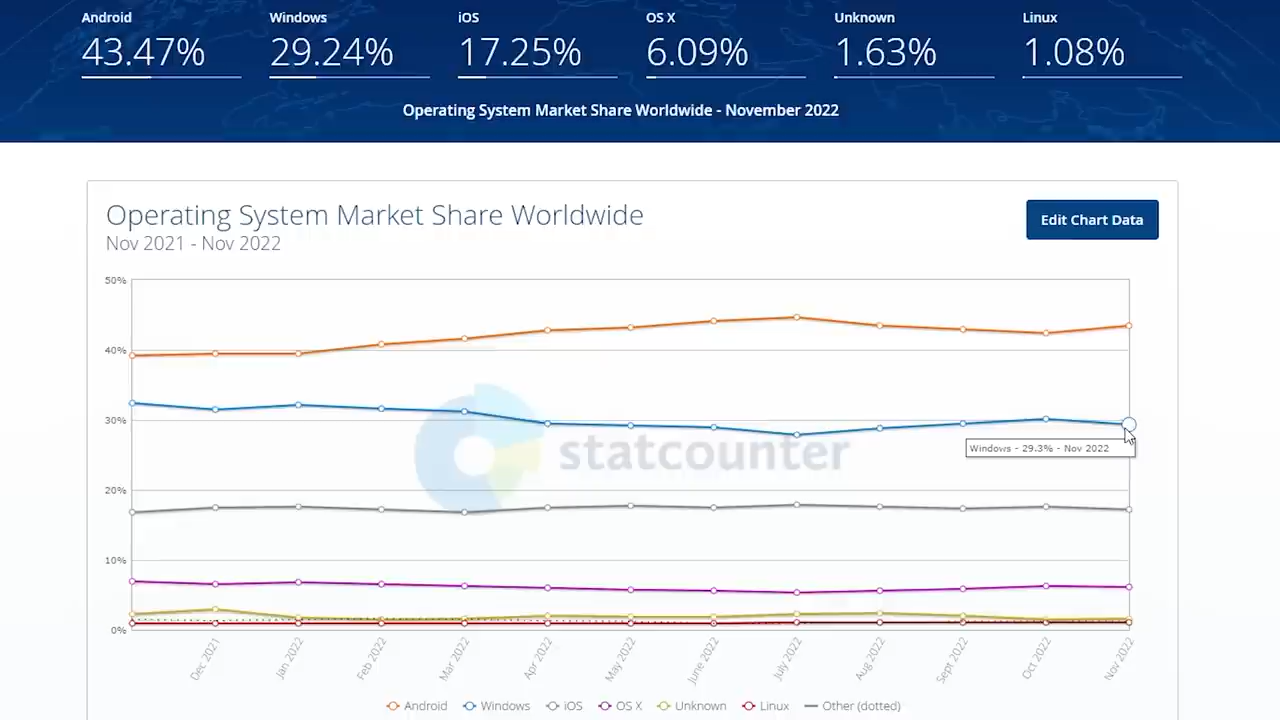 Android Windows iOS OS X Unknown Linux
43.47% 29.24% 17.25% 6.09% 1.63% 1.08%
Operating System Market Share Worldwide - November 2022
Operating System Market Share Worldwide
Edit Chart Data
Nov 2021 - Nov 2022
50%
40%
30%
statcounter
Windows - 29.3% - Nov 2022
20%
10%
0%
Dec 2021 Jan 2022 Feb 2022 Mar 2022 Apr 2022 May 2022 June 2022 July 2022 Aug 2022 Sept 2022 Oct 2022 Nov 2022
Android Windows iOS OS X Unknown Linux Other (dotted)